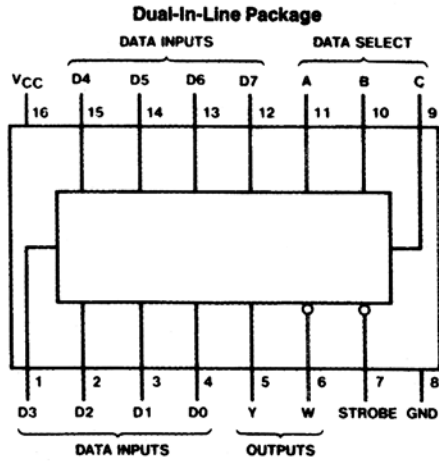 Dual-In-Line Package
DATA INPUTS DATA SELECT
VCC D4 D5 D6 D7 A B C
16 15 14 13 12 11 10 9
1 2 3 4 5 6 7 8
D3 D2 D1 D0 Y W STROBE GND
DATA INPUTS OUTPUTS